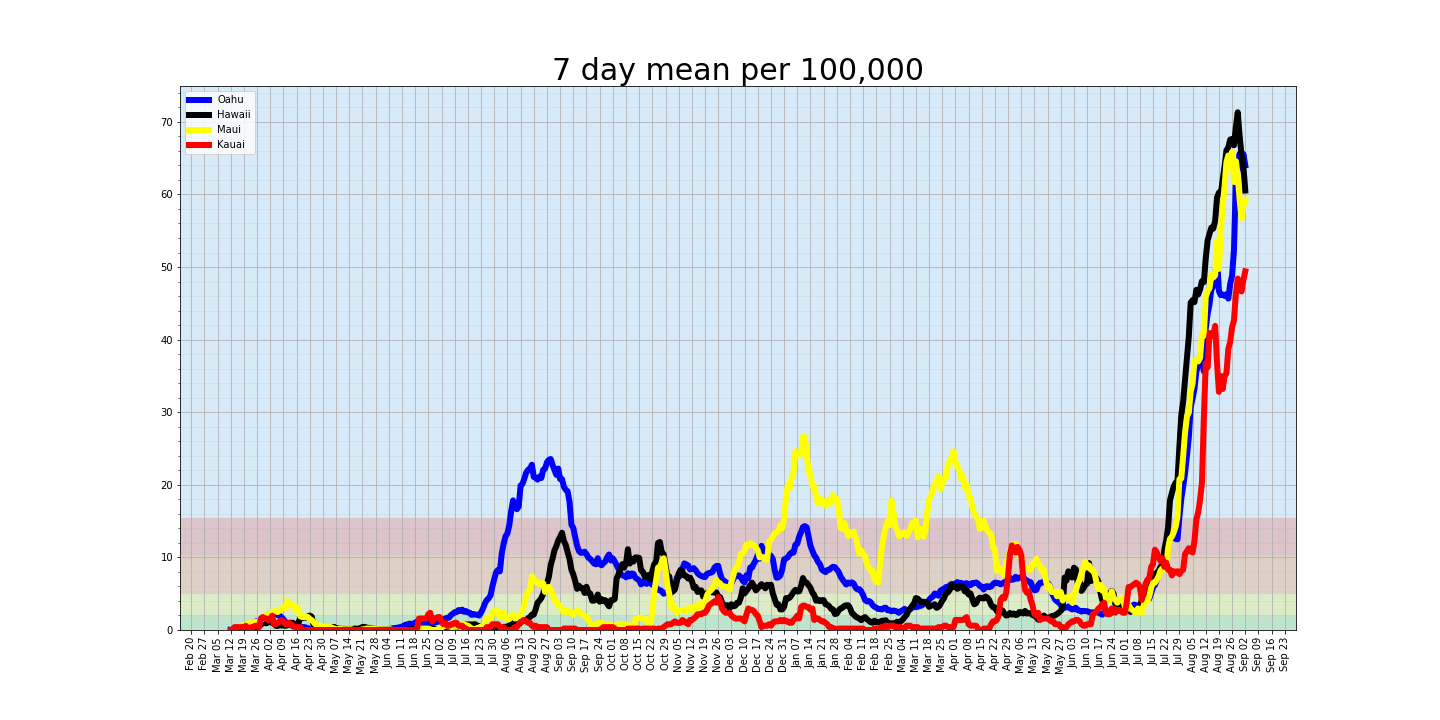 7 day mean per 100,000
Oahu
Hawaii
Maui
Kauai
70
60
50
40
30
20
10
0
Feb 20
Feb 27
Mar 05
Mar 12
Mar 19
Mar 26
Apr 02
Apr 09
Apr 16
Apr 23
Apr 30
May 07
May 14
May 21
May 28
Jun 04
Jun 11
Jun 18
Jun 25
Jul 02
Jul 09
Jul 16
Jul 23
Jul 30
Aug 06
Aug 13
Aug 20
Aug 27
Sep 03
Sep 10
Sep 17
Sep 24
Oct 01
Oct 08
Oct 15
Oct 22
Oct 29
Nov 05
Nov 12
Nov 19
Nov 26
Dec 03
Dec 10
Dec 17
Dec 24
Dec 31
Jan 07
Jan 14
Jan 21
Jan 28
Feb 04
Feb 11
Feb 18
Feb 25
Mar 04
Mar 11
Mar 18
Mar 25
Apr 01
Apr 08
Apr 15
Apr 22
Apr 29
May 06
May 13
May 20
May 27
Jun 03
Jun 10
Jun 17
Jun 24
Jul 01
Jul 08
Jul 15
Jul 22
Jul 29
Aug 05
Aug 12
Aug 19
Aug 26
Sep 02
Sep 09
Sep 16
Sep 23